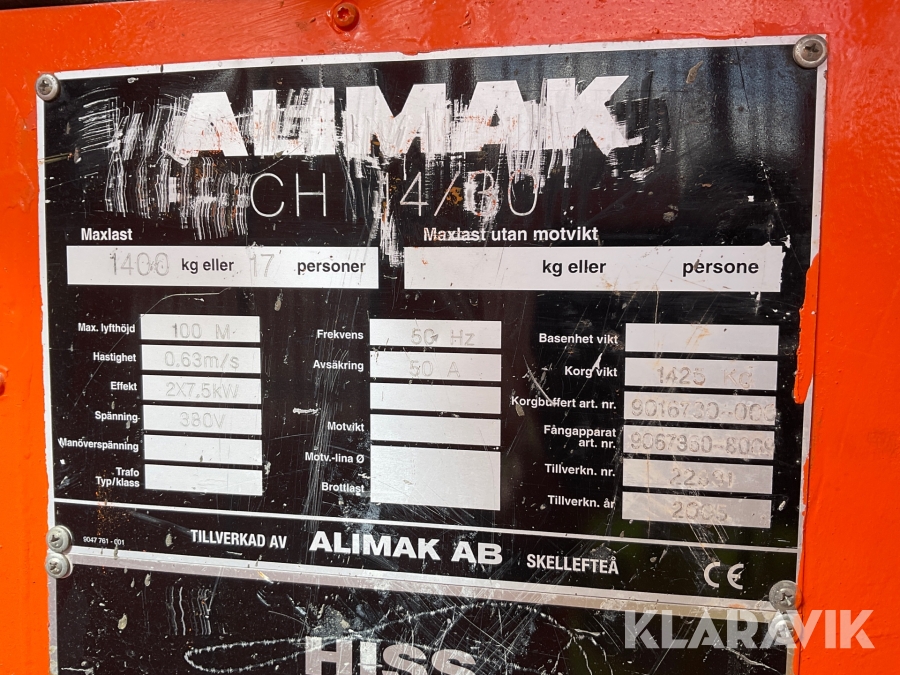 ALIMAK
CH 14/30
Maxlast
1400 kg eller 17 personer
Maxlast utan motvikt
kg eller persone
Max. lyfthöjd 100 M
Hastighet 0.63m/s
Effekt 2X7.5kW
Spänning 380V
Manöverspänning
Trafo
Typ/klass
Frekvens 50 Hz
Avsäkring 50 A
Motvikt
Motv.-lina Ø
Brottlast
Basenhet vikt
Korg vikt 1425 Kg
Korgbuffert art. nr.
Fångapparat
art. nr.
Tillverkn. nr.
Tillverkn. år 2005
9047 761 - 001
TILLVERKAD AV ALIMAK AB SKELLEFTEÅ
CE
Hiss
KLARAVIK